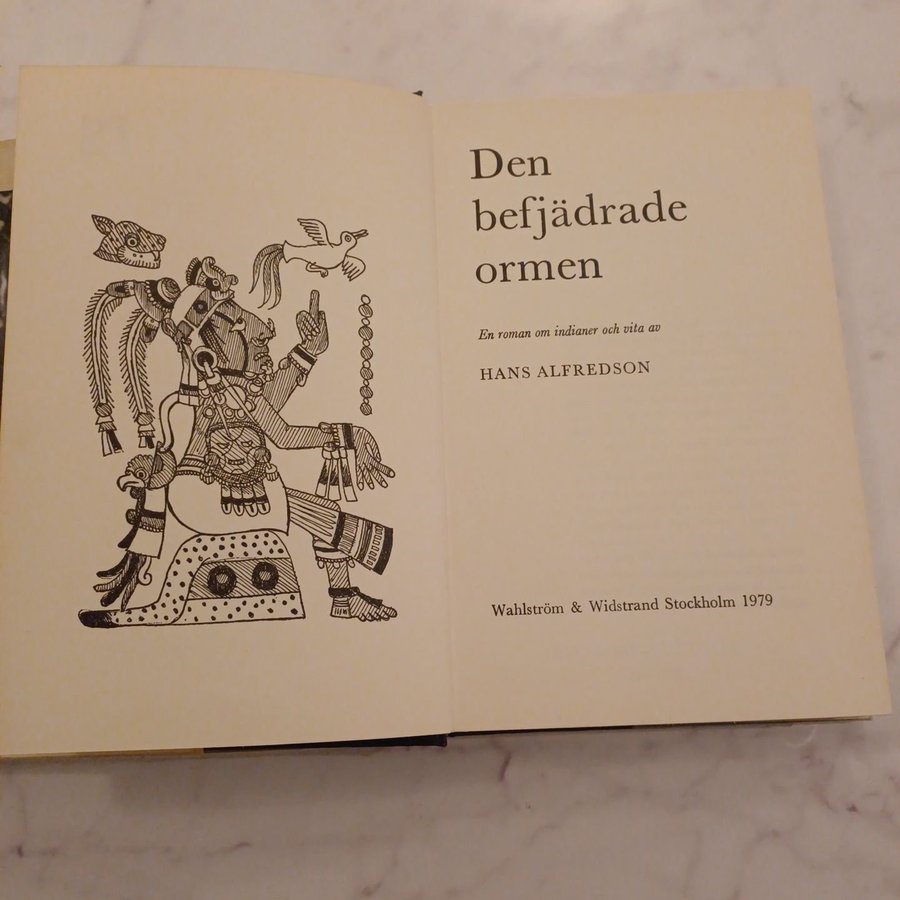 Den
befjädrade
ormen
En roman om indianer och vita av
HANS ALFREDSON
Wahlström & Widstrand Stockholm 1979